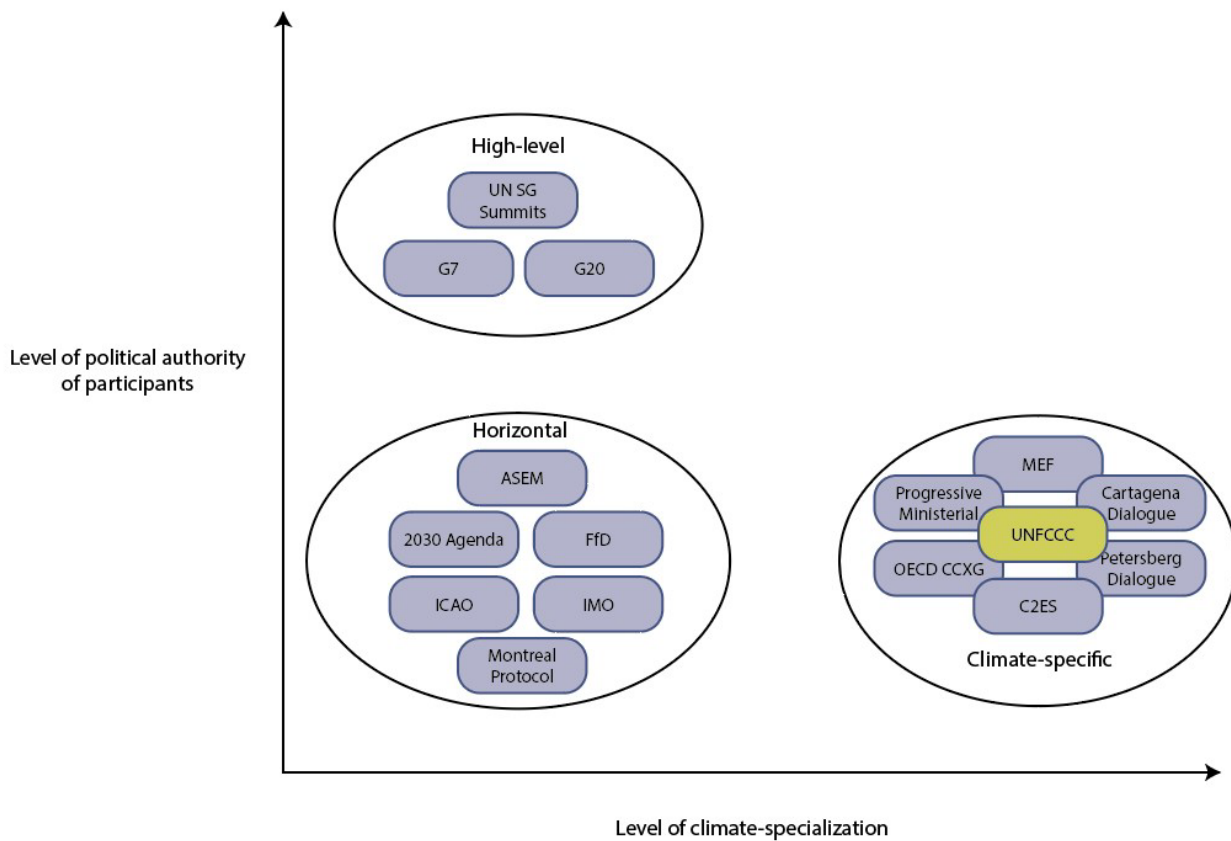 High-level
UN SG
Summits
G7
G20
Level of political authority
of participants
Horizontal
ASEM
2030 Agenda
FfD
ICAO
IMO
Montreal
Protocol
MEF
Progressive
Ministerial
Cartagena
Dialogue
UNFCCC
OECD CCXG
Petersberg
Dialogue
C2ES
Climate-specific
Level of climate-specialization